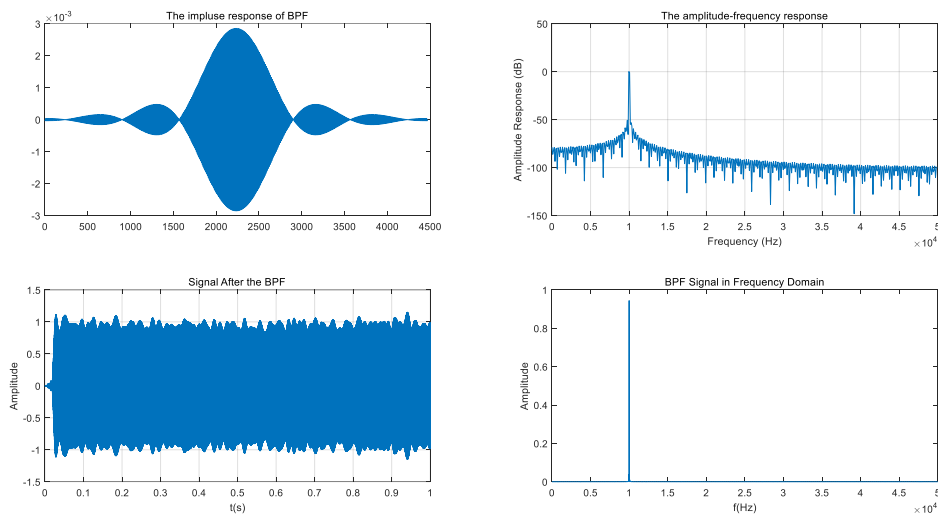 The impluse response of BPF
×10⁻³
3
2
1
0
-1
-2
-3
0 500 1000 1500 2000 2500 3000 3500 4000 4500
The amplitude-frequency response
Amplitude Response (dB)
50
0
-50
-100
-150
0 0.5 1 1.5 2 2.5 3 3.5 4 4.5 5
Frequency (Hz)
×10⁴
Signal After the BPF
Amplitude
1.5
1
0.5
0
-0.5
-1
-1.5
0 0.1 0.2 0.3 0.4 0.5 0.6 0.7 0.8 0.9 1
t(s)
BPF Signal in Frequency Domain
Amplitude
1
0.8
0.6
0.4
0.2
0
0 0.5 1 1.5 2 2.5 3 3.5 4 4.5 5
f(Hz)
×10⁴